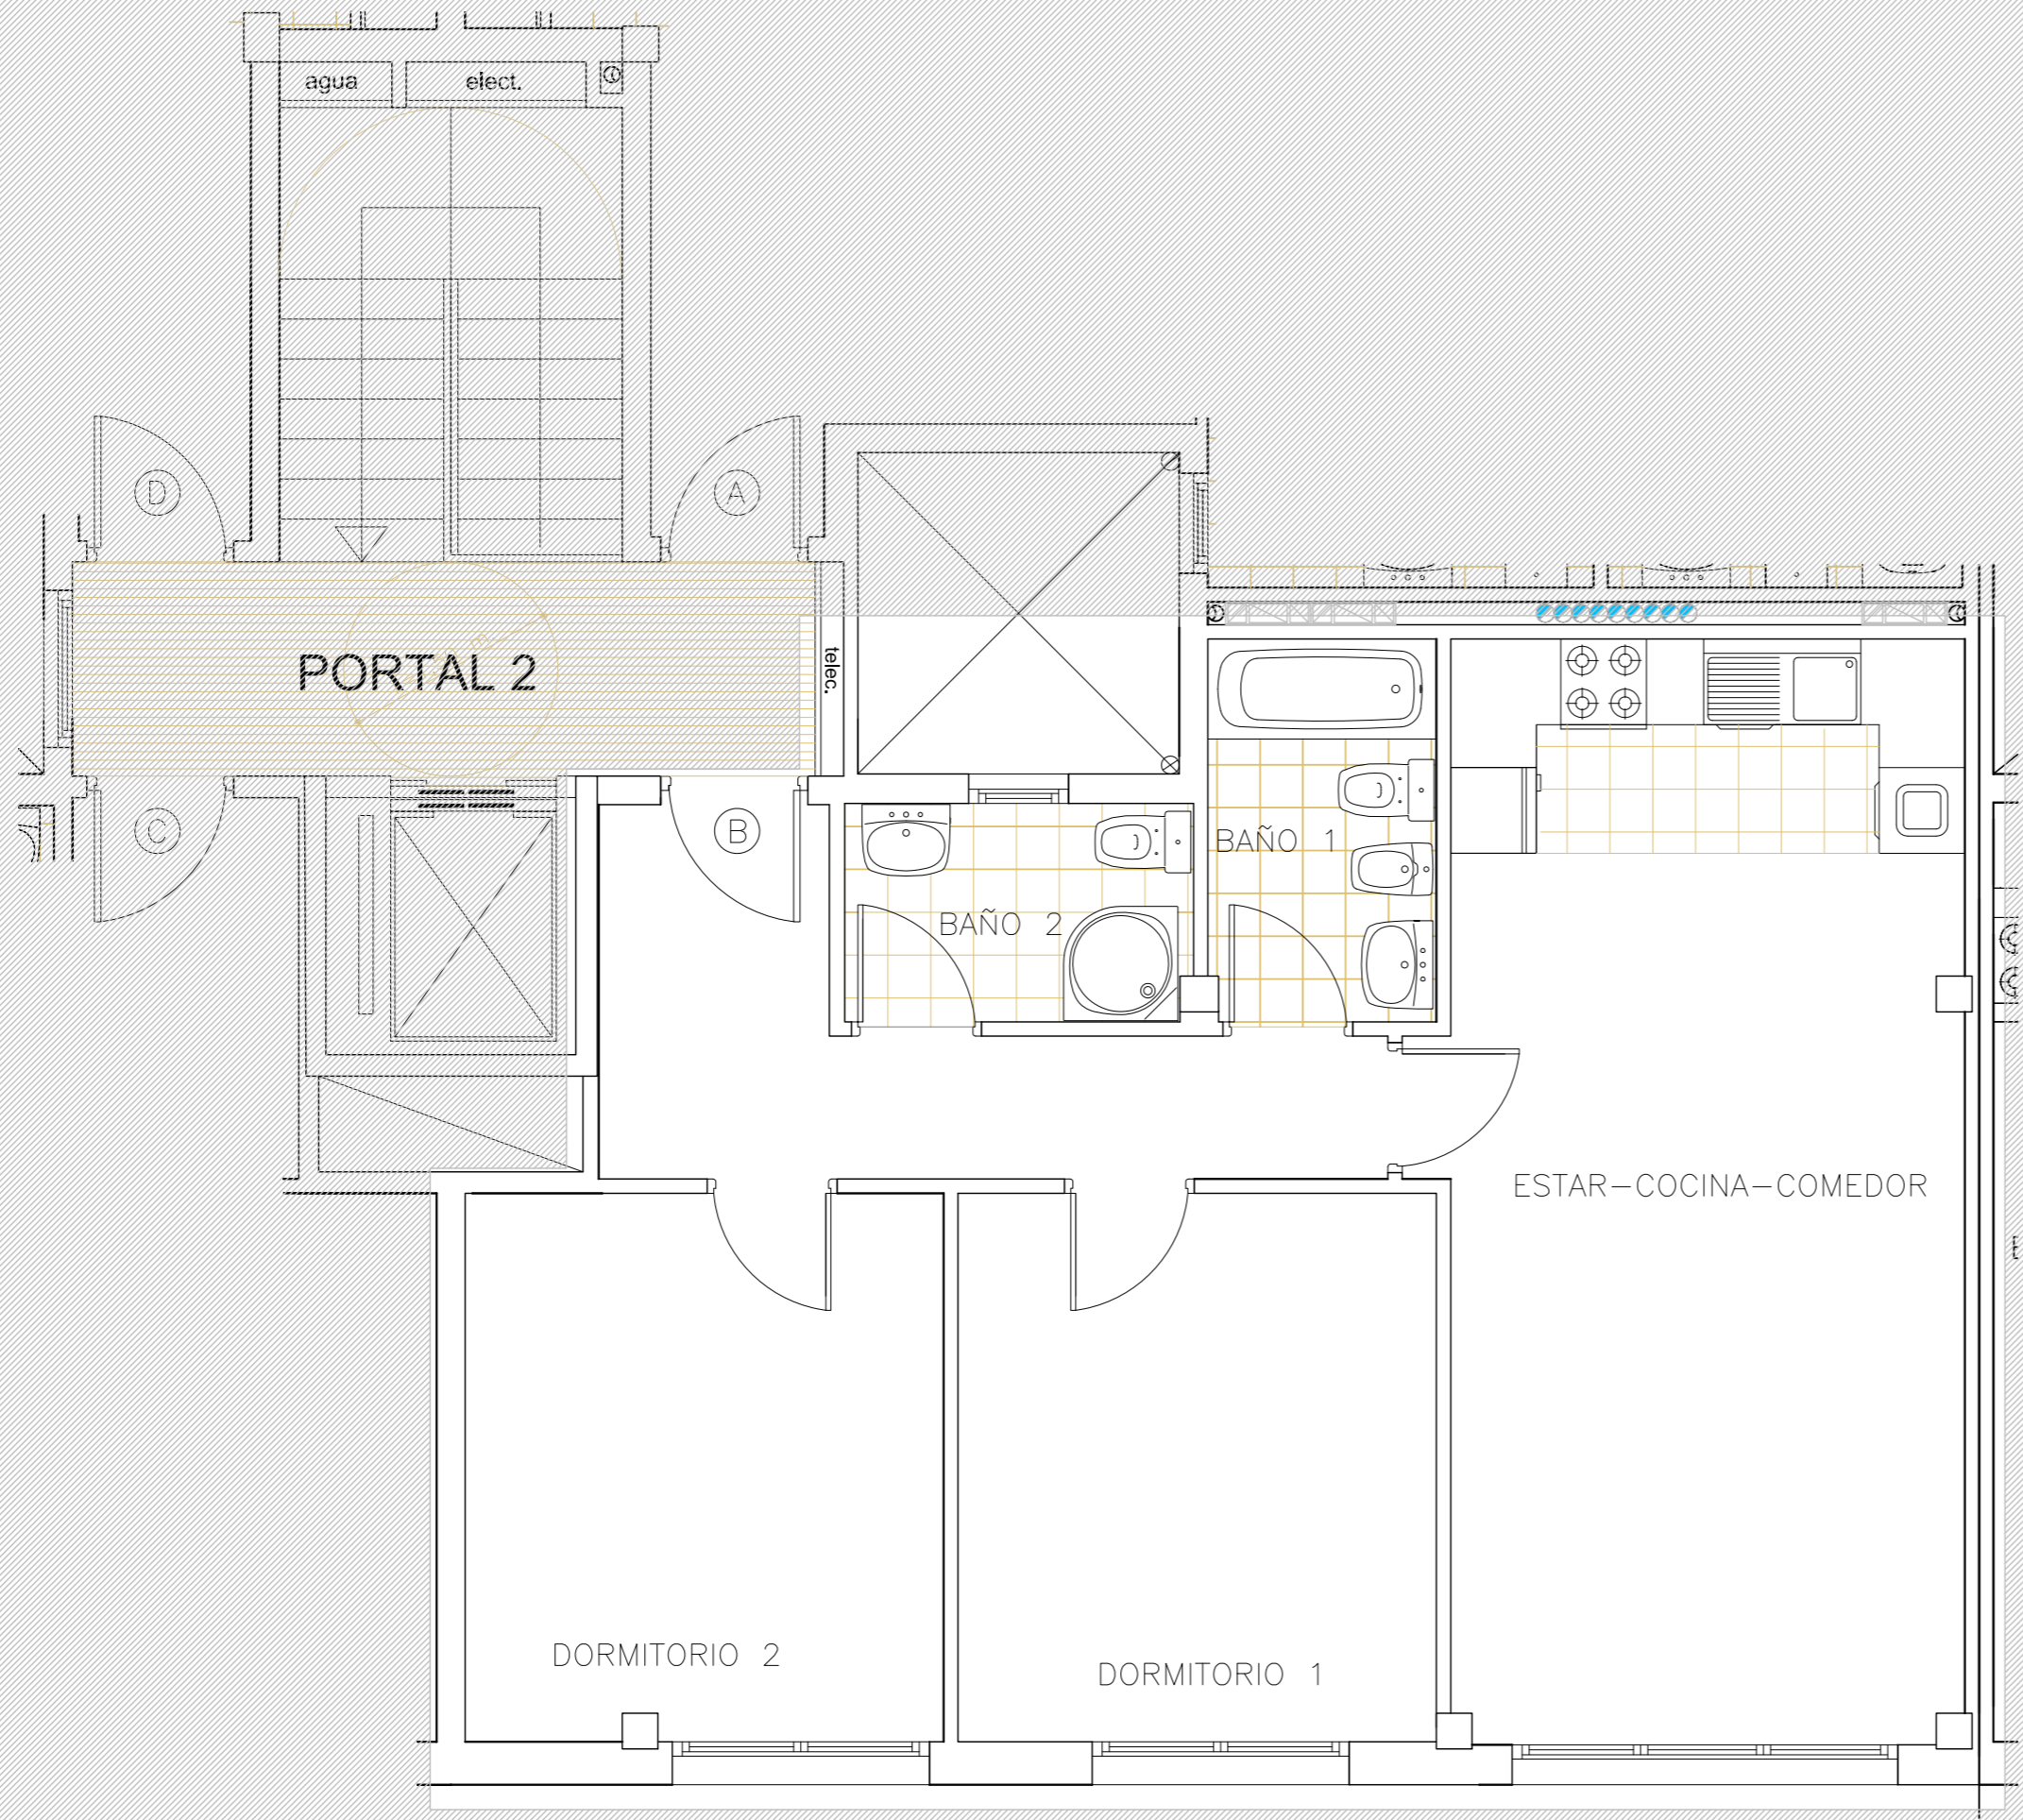 agua
elect.
D
A
PORTAL 2
telec.
C
B
BAÑO 1
BAÑO 2
ESTAR-COCINA-COMEDOR
DORMITORIO 2
DORMITORIO 1